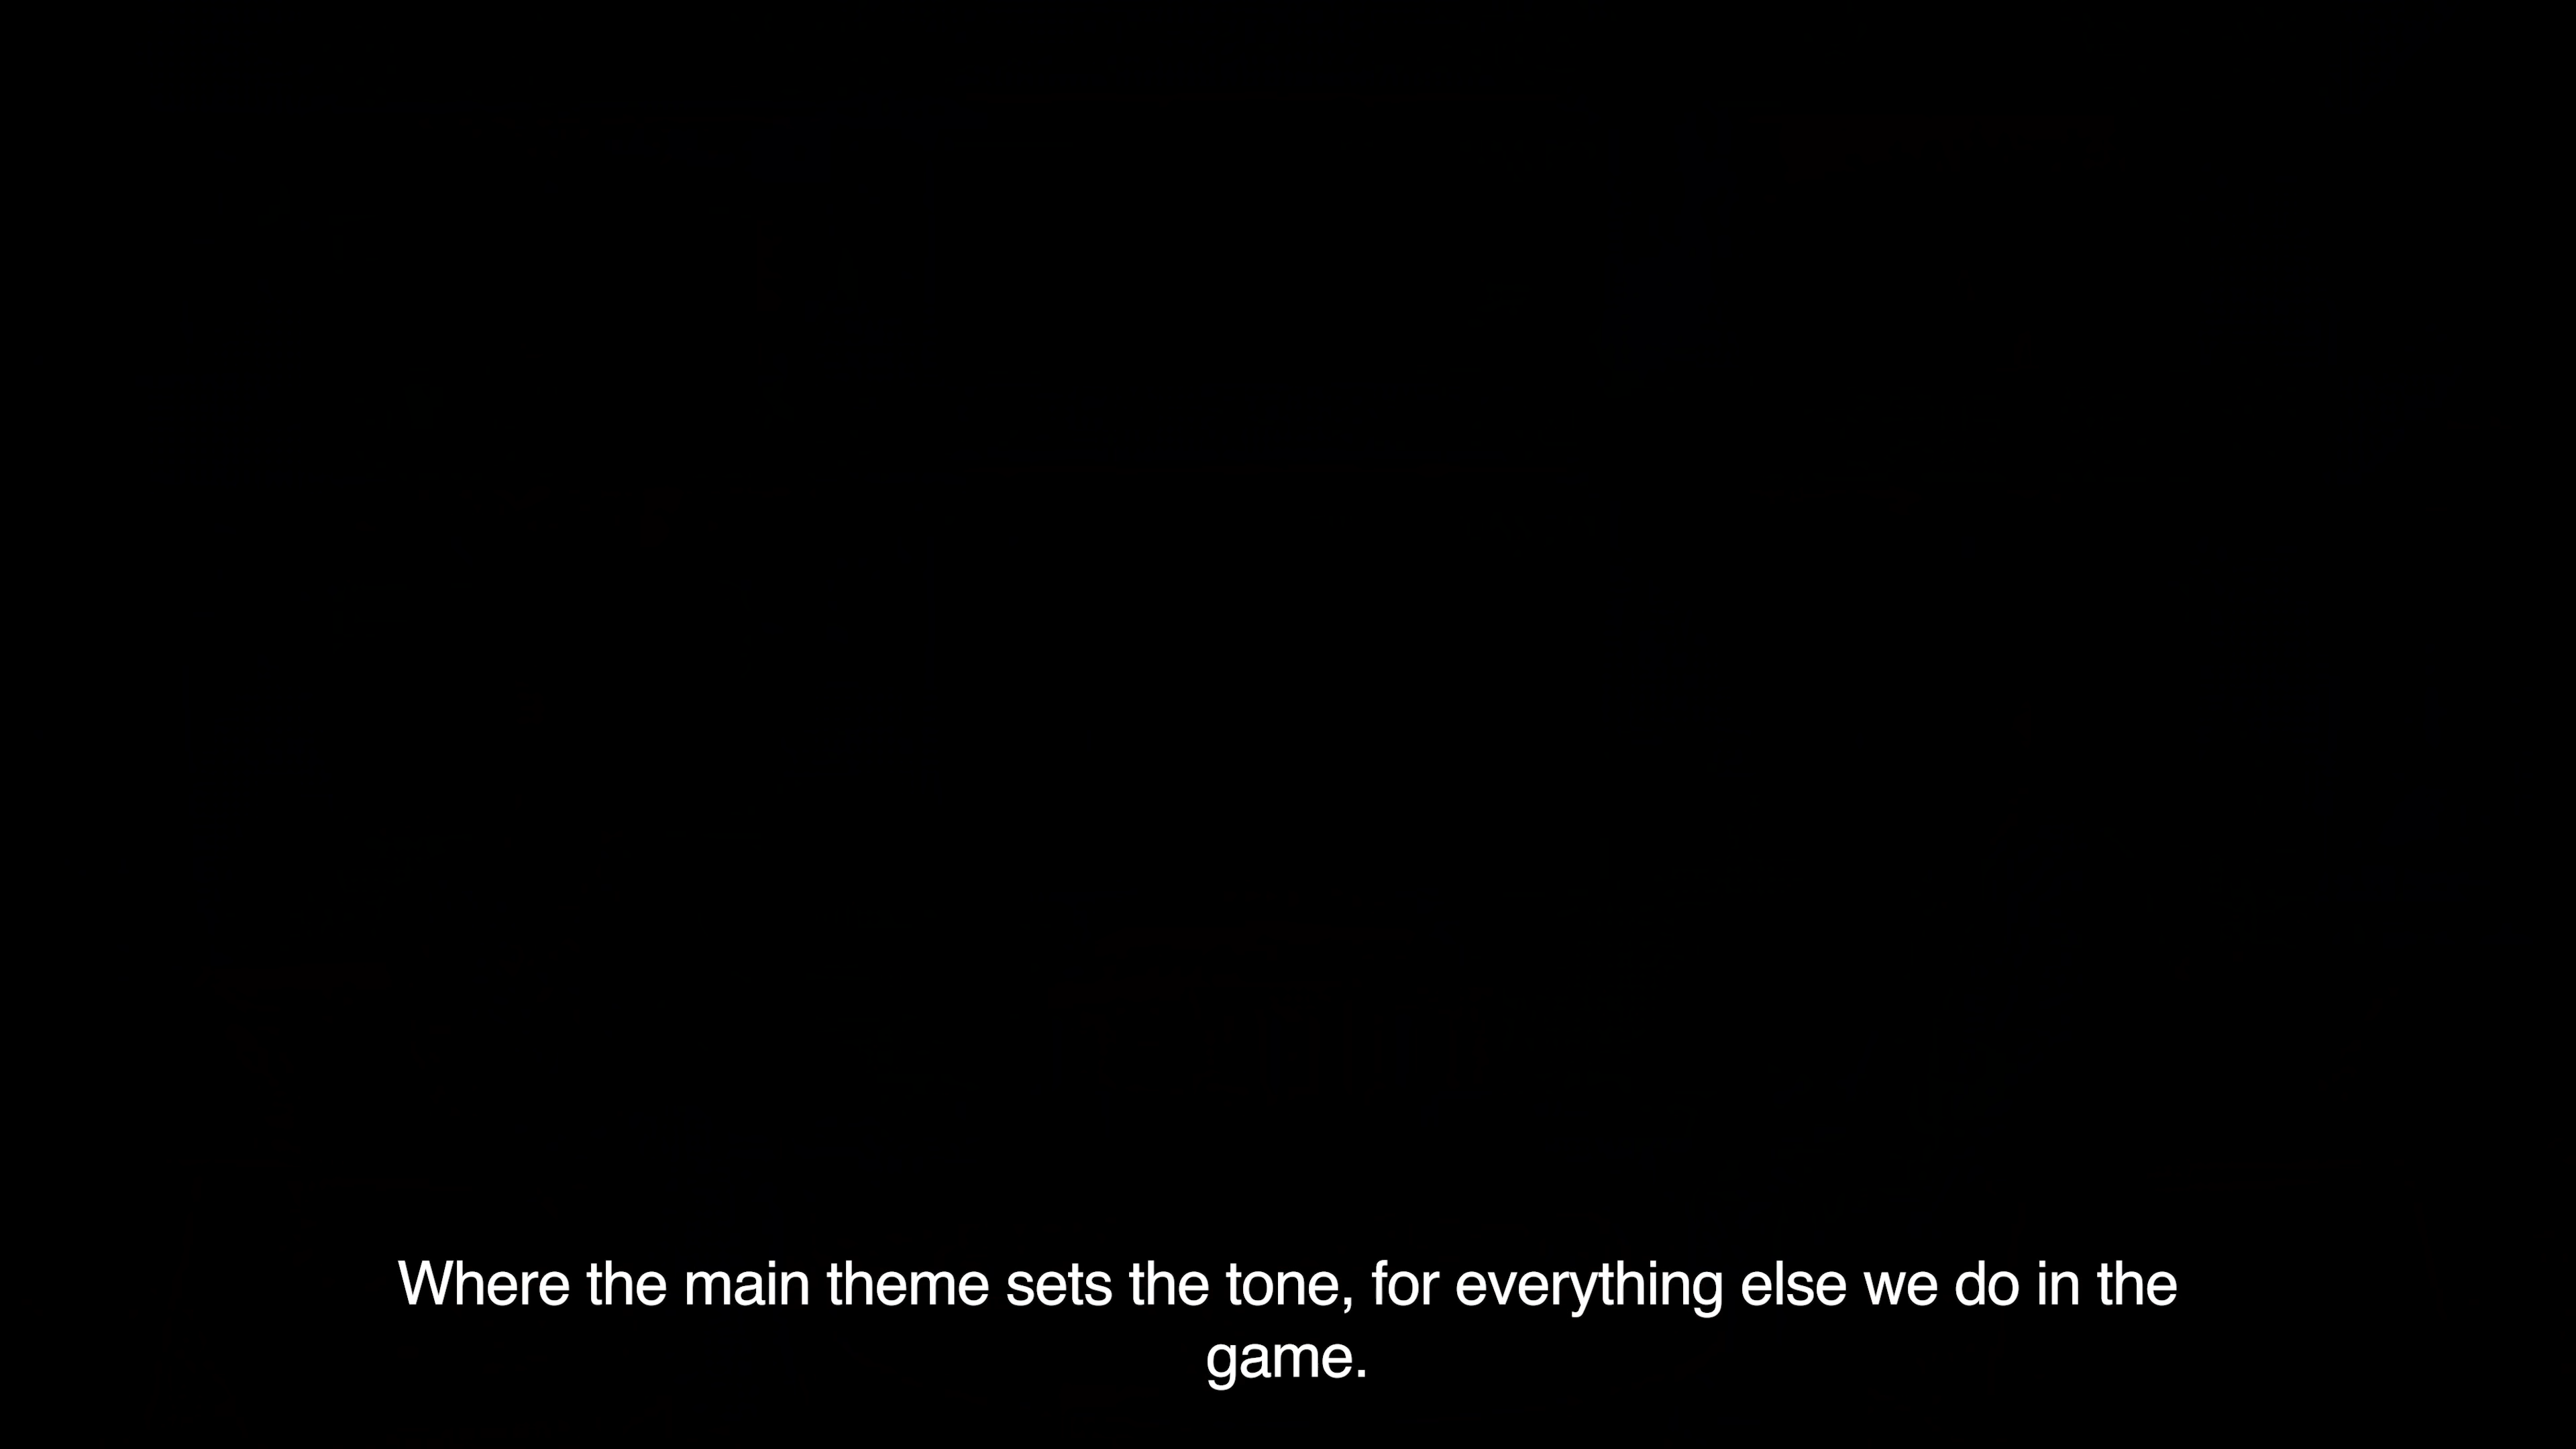 Where the main theme sets the tone, for everything else we do in the
game.